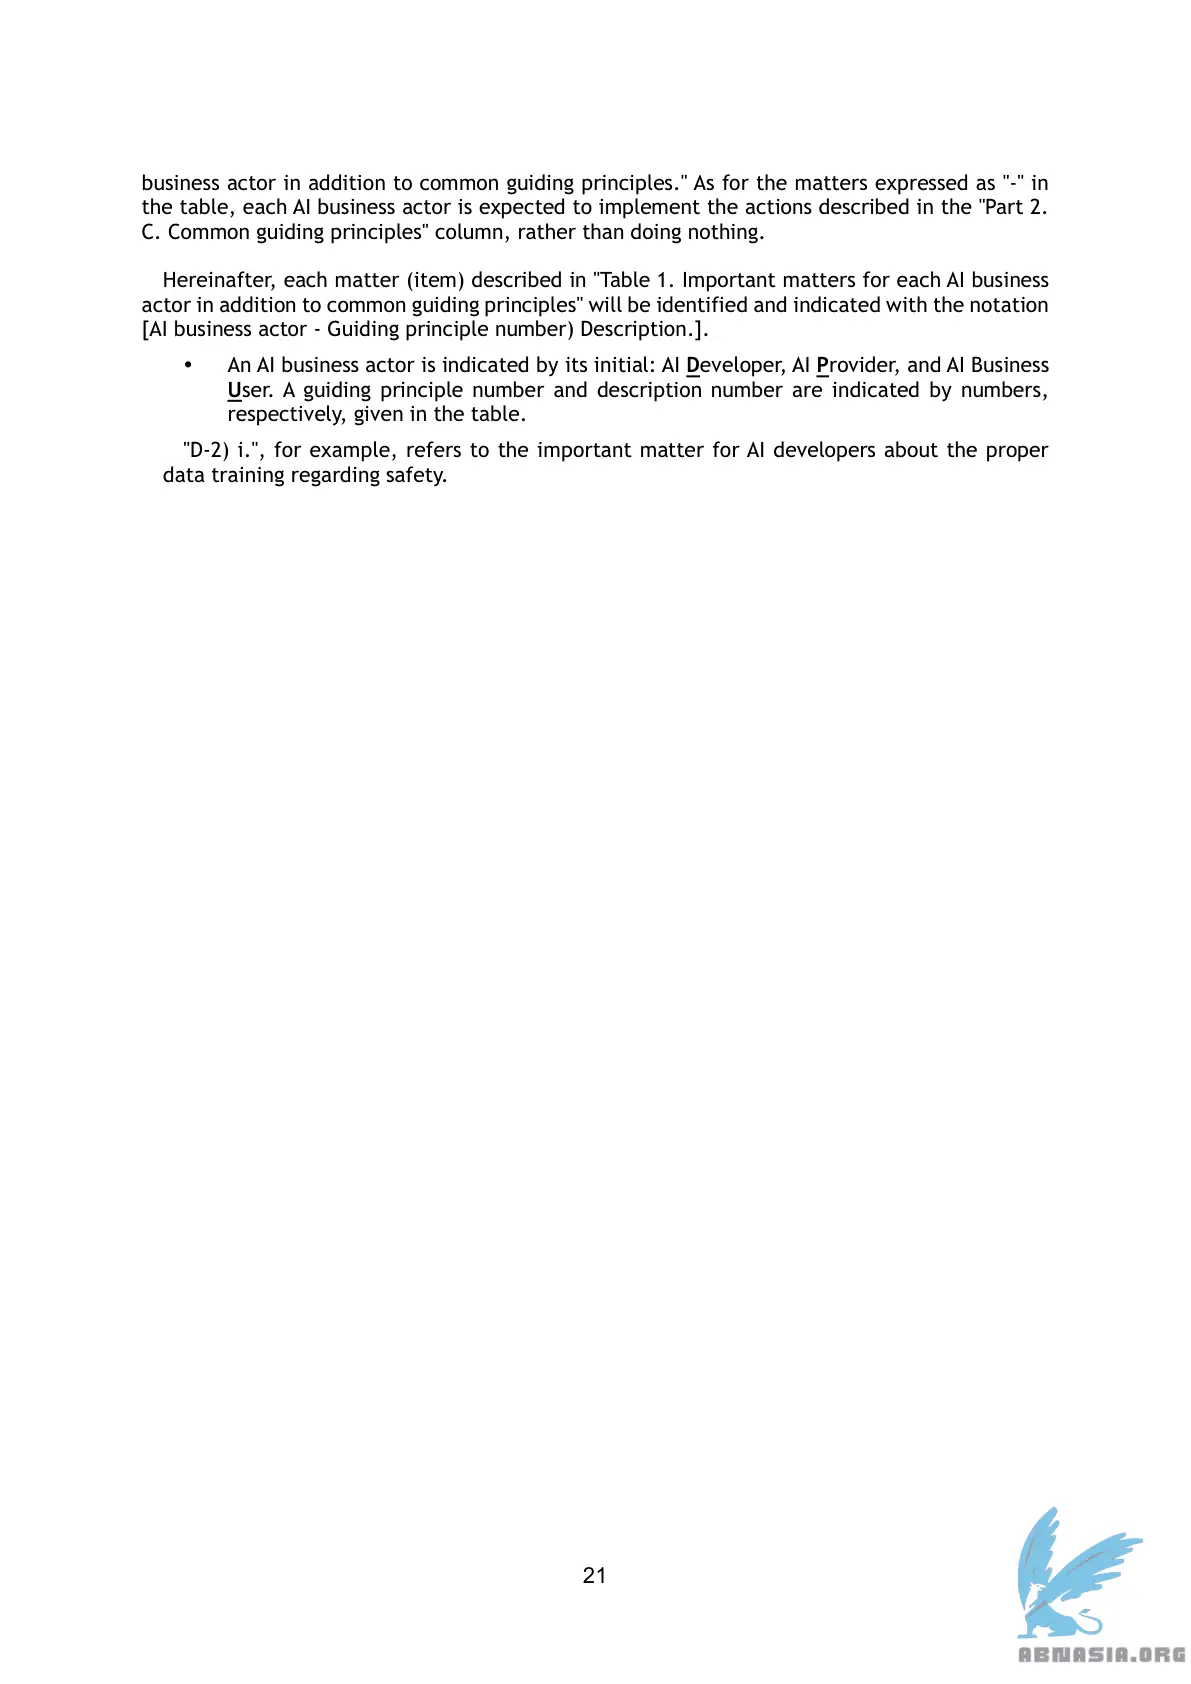 business actor in addition to common guiding principles." As for the matters expressed as "-" in
the table, each AI business actor is expected to implement the actions described in the "Part 2.
C. Common guiding principles" column, rather than doing nothing.
Hereinafter, each matter (item) described in "Table 1. Important matters for each AI business
actor in addition to common guiding principles" will be identified and indicated with the notation
[AI business actor - Guiding principle number) Description.].
• An AI business actor is indicated by its initial: AI Developer, AI Provider, and AI Business
User. A guiding principle number and description number are indicated by numbers,
respectively, given in the table.
"D-2) i.", for example, refers to the important matter for AI developers about the proper
data training regarding safety.
21
ABNASIA.ORG